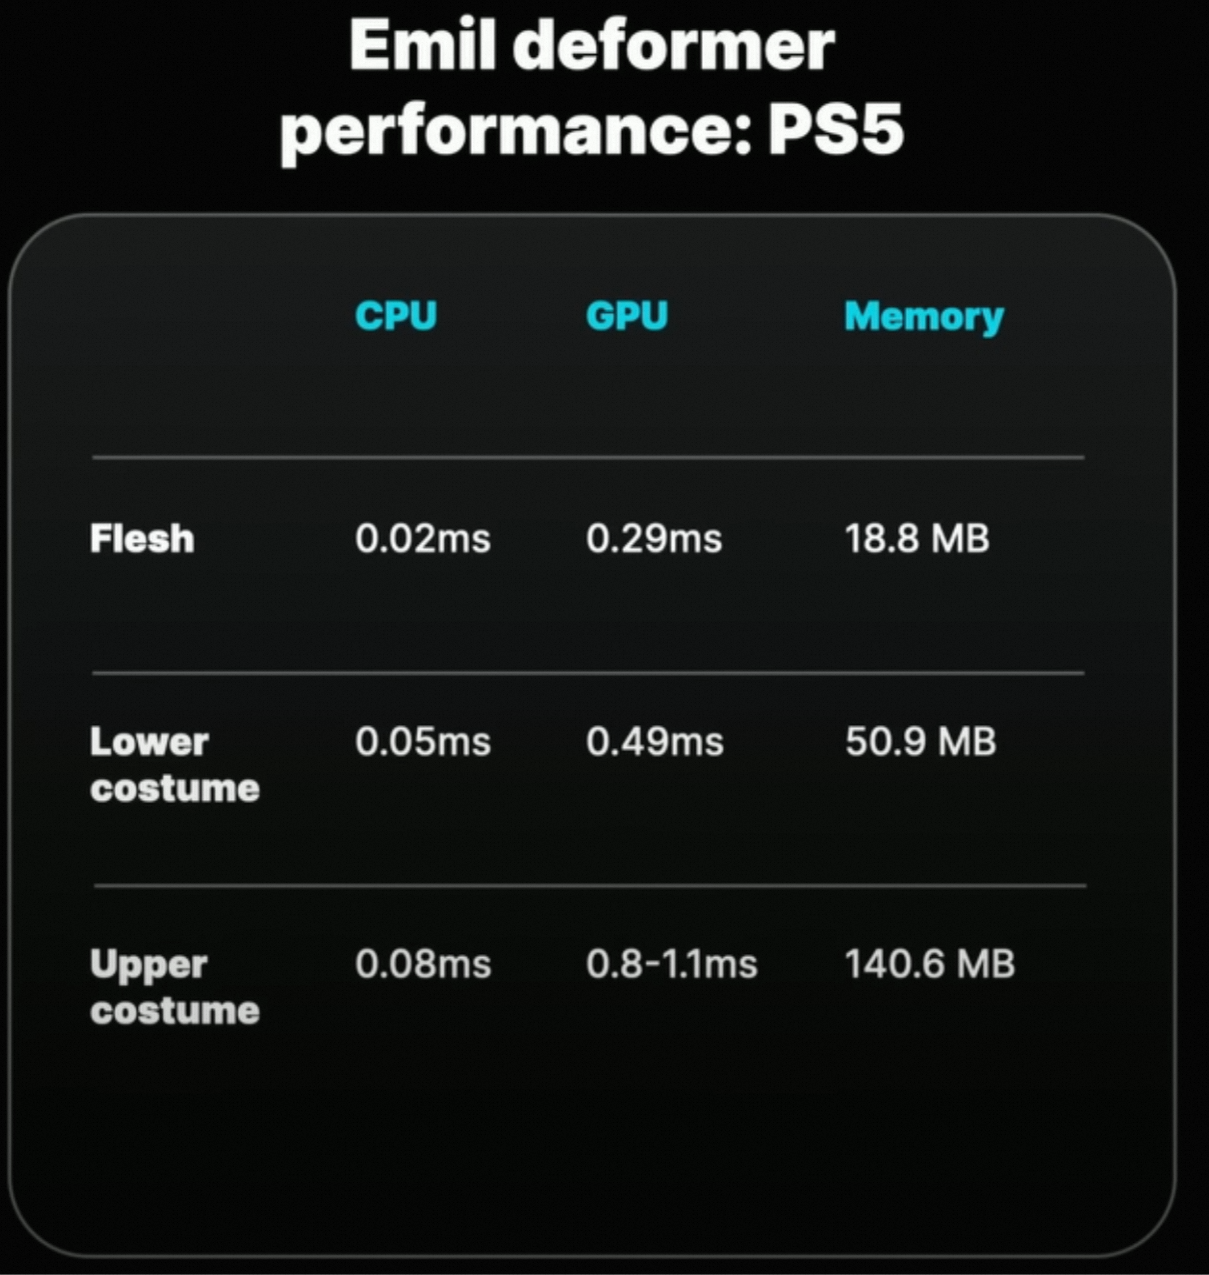 Emil deformer
performance: PS5
CPU GPU Memory
Flesh 0.02ms 0.29ms 18.8 MB
Lower 0.05ms 0.49ms 50.9 MB
costume
Upper 0.08ms 0.8-1.1ms 140.6 MB
costume